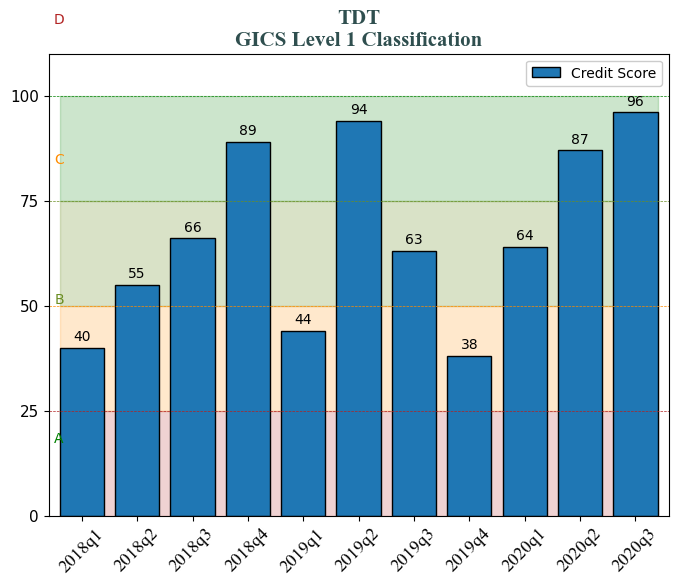 D
TDT
GICS Level 1 Classification
Credit Score
100
96
94
89
87
C
75
66
64
63
55
B
50
44
40
38
25
A
0
2018q1
2018q2
2018q3
2018q4
2019q1
2019q2
2019q3
2019q4
2020q1
2020q2
2020q3